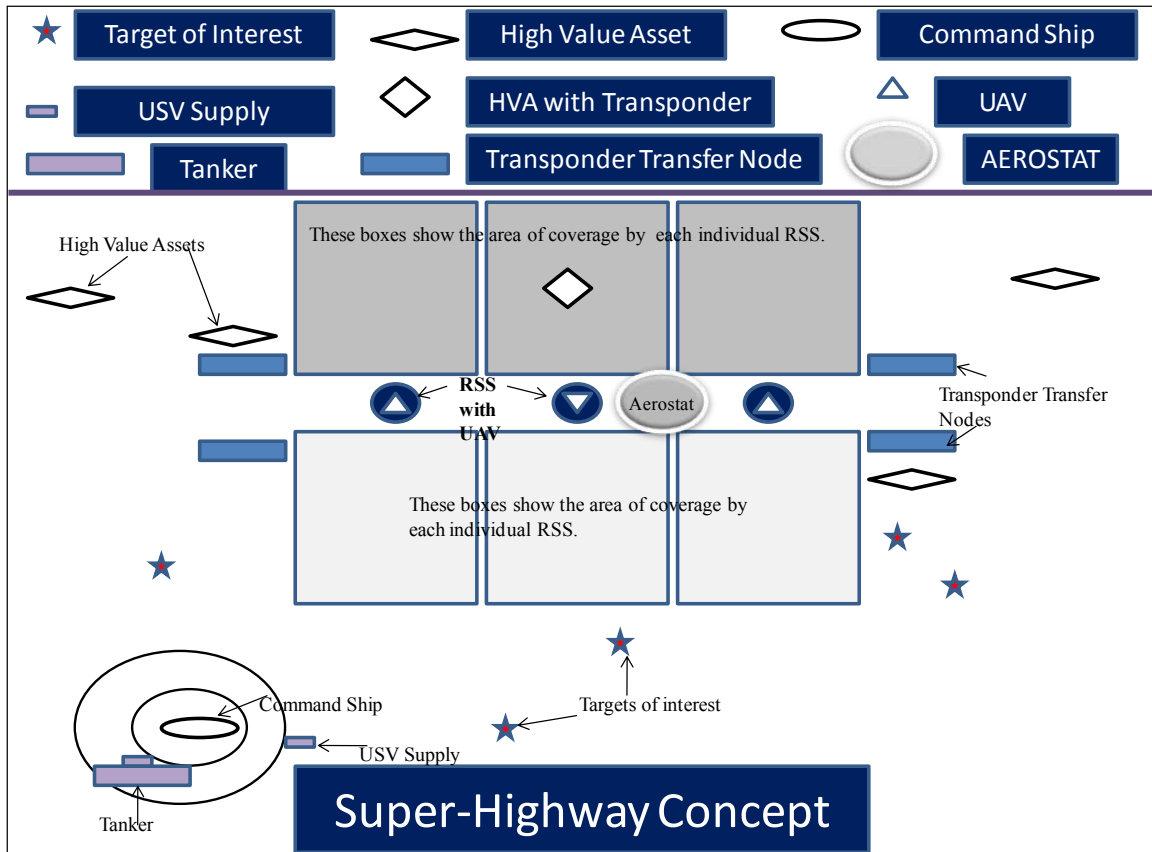 Target of Interest
High Value Asset
Command Ship
USV Supply
HVA with Transponder
UAV
Tanker
Transponder Transfer Node
AEROSTAT
These boxes show the area of coverage by each individual RSS.
High Value Assets
RSS
with
UAV
Aerostat
Transponder Transfer
Nodes
These boxes show the area of coverage by
each individual RSS.
Command Ship
Targets of interest
USV Supply
Tanker
Super-Highway Concept